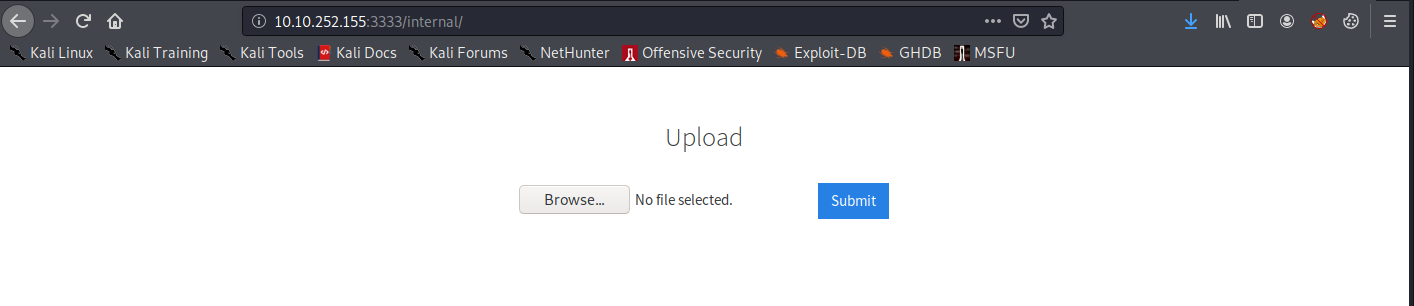 10.10.252.155:3333/internal/
Kali Linux Kali Training Kali Tools Kali Docs Kali Forums NetHunter Offensive Security Exploit-DB GHDB MSFU
Upload
Browse... No file selected. Submit